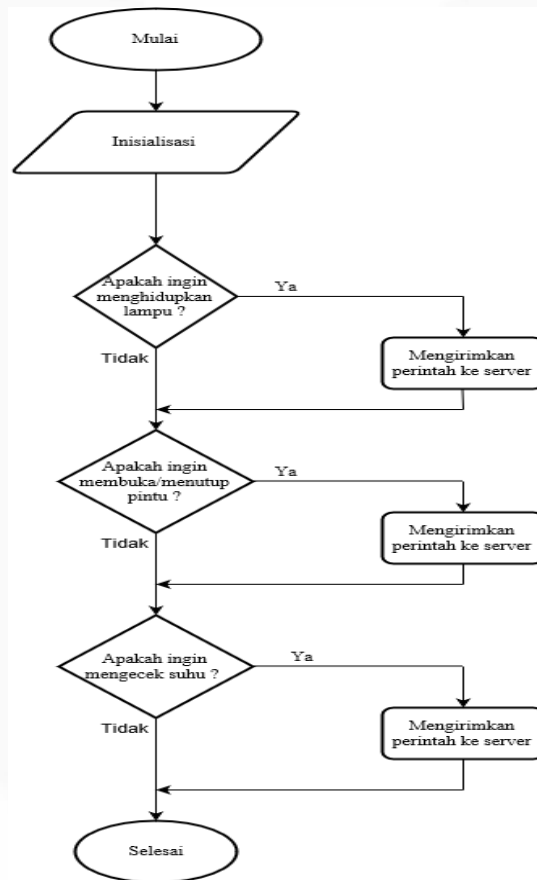 Mulai
Inisialisasi
Apakah ingin
menghidupkan
lampu ?
Ya
Mengirimkan
perintah ke server
Tidak
Apakah ingin
membuka/menutup
pintu ?
Ya
Mengirimkan
perintah ke server
Tidak
Apakah ingin
mengecek suhu ?
Ya
Mengirimkan
perintah ke server
Tidak
Selesai